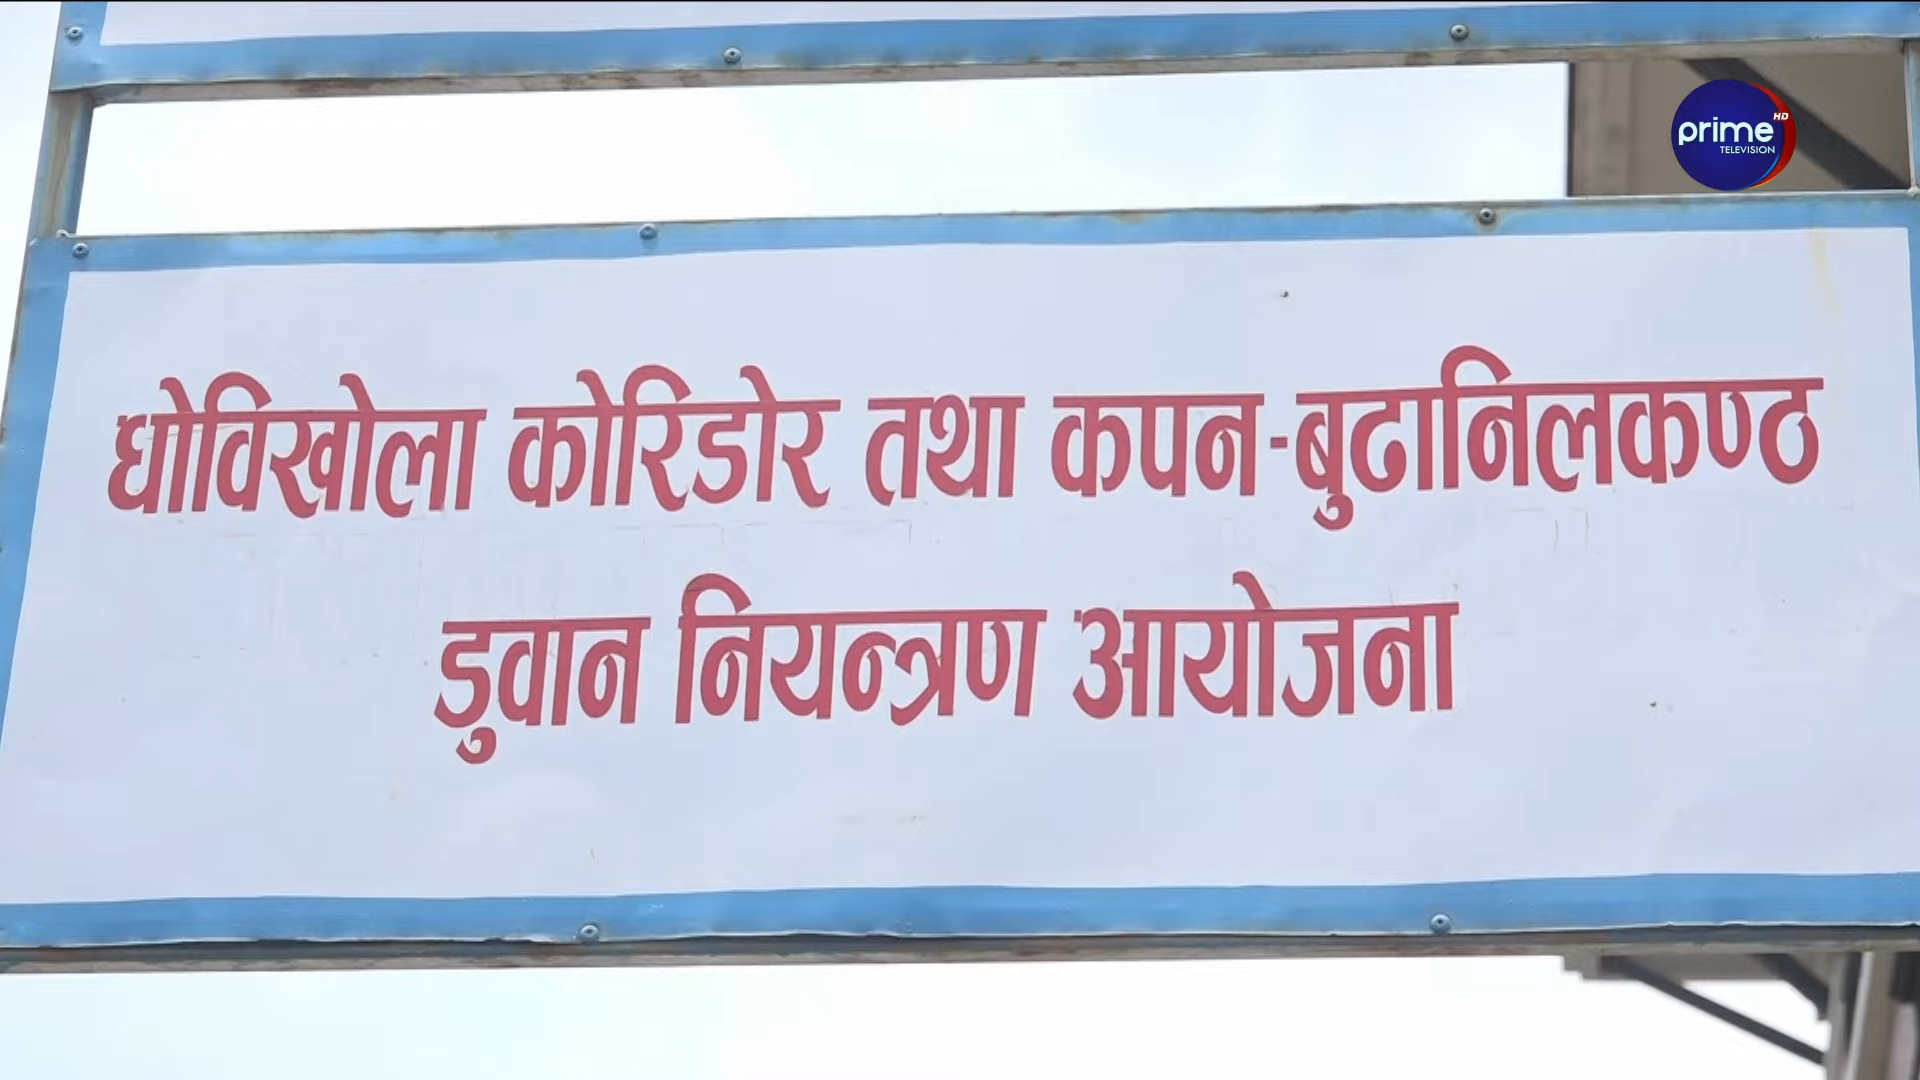 prime HD
TELEVISION
धोविखोला कोरिडोर तथा कपन-बुढानिलकण्ठ
डुवान नियन्त्रण आयोजना